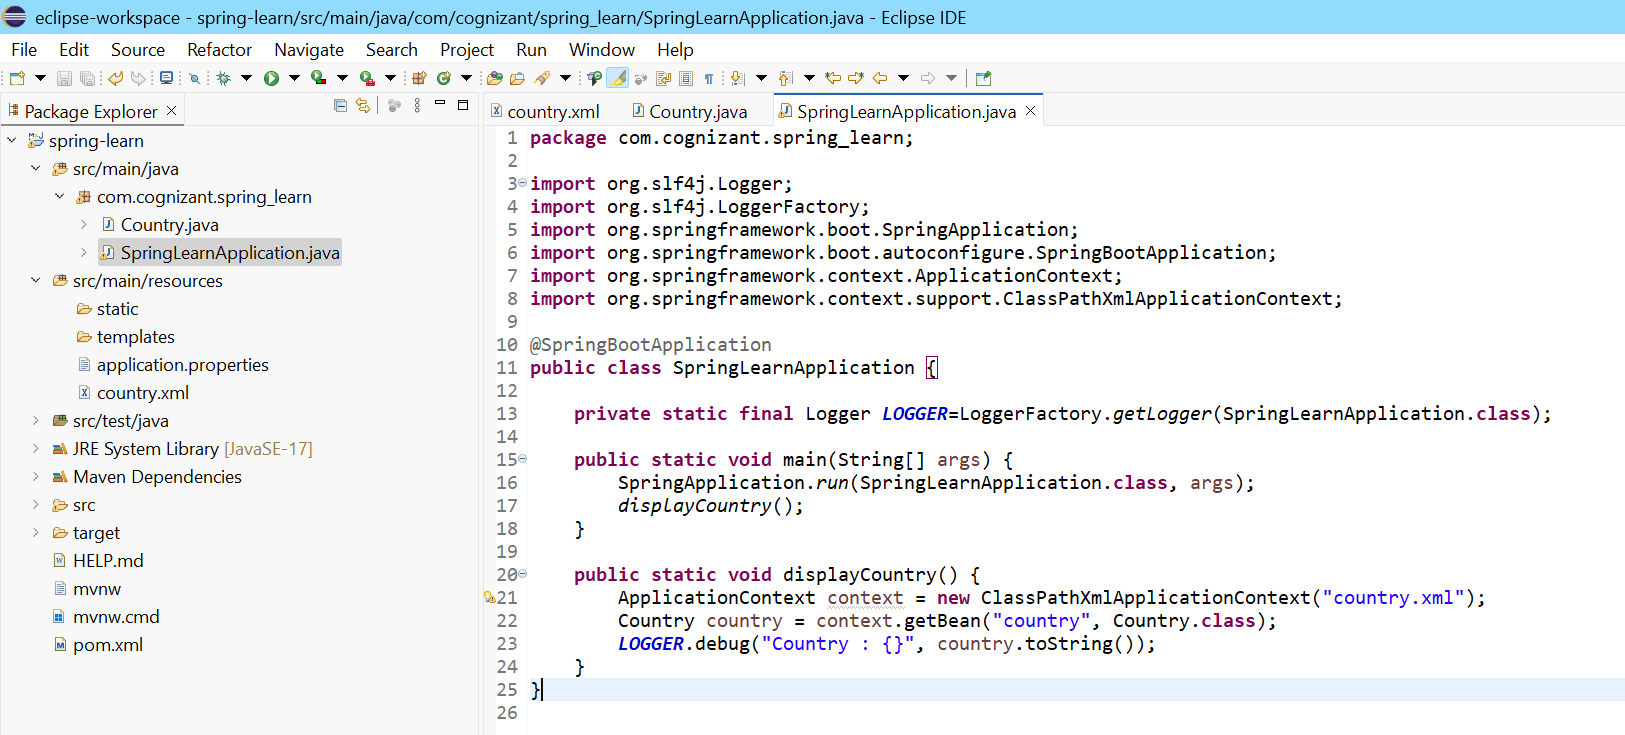 eclipse-workspace - spring-learn/src/main/java/com/cognizant/spring_learn/SpringLearnApplication.java - Eclipse IDE
File Edit Source Refactor Navigate Search Project Run Window Help
Package Explorer
spring-learn
src/main/java
com.cognizant.spring_learn
Country.java
SpringLearnApplication.java
src/main/resources
static
templates
application.properties
country.xml
src/test/java
JRE System Library [JavaSE-17]
Maven Dependencies
src
target
HELP.md
mvnw
mvnw.cmd
pom.xml
country.xml Country.java SpringLearnApplication.java
1 package com.cognizant.spring_learn;
2
3 import org.slf4j.Logger;
4 import org.slf4j.LoggerFactory;
5 import org.springframework.boot.SpringApplication;
6 import org.springframework.boot.autoconfigure.SpringBootApplication;
7 import org.springframework.context.ApplicationContext;
8 import org.springframework.context.support.ClassPathXmlApplicationContext;
9
10 @SpringBootApplication
11 public class SpringLearnApplication {
12
13     private static final Logger LOGGER=LoggerFactory.getLogger(SpringLearnApplication.class);
14
15     public static void main(String[] args) {
16         SpringApplication.run(SpringLearnApplication.class, args);
17         displayCountry();
18     }
19
20     public static void displayCountry() {
21         ApplicationContext context = new ClassPathXmlApplicationContext("country.xml");
22         Country country = context.getBean("country", Country.class);
23         LOGGER.debug("Country : {}", country.toString());
24     }
25 }
26